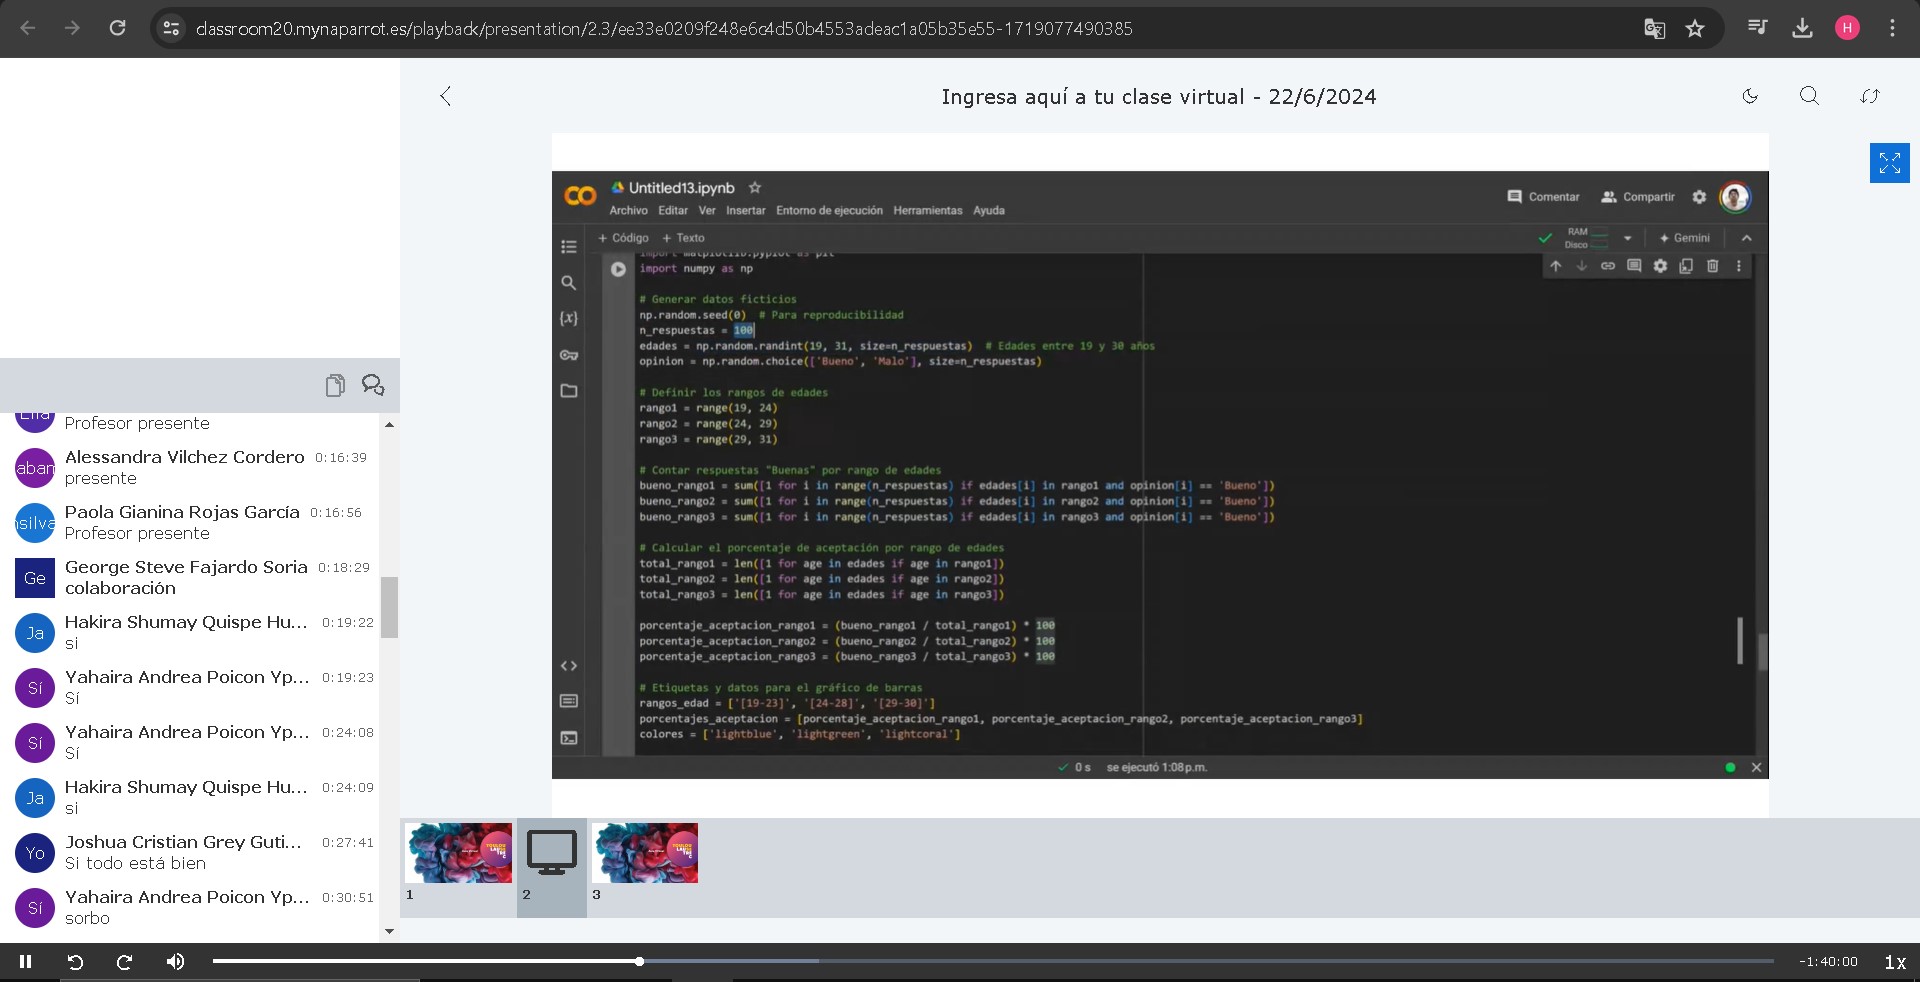 classroom20.mynaparrot.es/playback/presentation/2.3/ee33e0209f248e6c4d50b4553adeac1a05b35e55-1719077490385
H
Ingresa aquí a tu clase virtual - 22/6/2024
Profesor presente
Alessandra Vilchez Cordero 0:16:39
presente
Paola Gianina Rojas García 0:16:56
Profesor presente
Ge
George Steve Fajardo Soria 0:18:29
colaboración
Ja
Hakira Shumay Quispe Hu... 0:19:22
si
Sí
Yahaira Andrea Poicon Yp... 0:19:23
Sí
Sí
Yahaira Andrea Poicon Yp... 0:24:08
Sí
Ja
Hakira Shumay Quispe Hu... 0:24:09
si
Yo
Joshua Cristian Grey Guti... 0:27:41
Si todo está bien
Sí
Yahaira Andrea Poicon Yp... 0:30:51
sorbo
CO
Untitled13.ipynb
Archivo Editar Ver Insertar Entorno de ejecución Herramientas Ayuda
Comentar Compartir
+ Código + Texto
RAM
Disco
Gemini
import matplotlib.pyplot as plt
import numpy as np
# Generar datos ficticios
np.random.seed(0) # Para reproducibilidad
n_respuestas = 100
edades = np.random.randint(19, 31, size=n_respuestas) # Edades entre 19 y 30 años
opinion = np.random.choice(['Bueno', 'Malo'], size=n_respuestas)
# Definir los rangos de edades
rango1 = range(19, 24)
rango2 = range(24, 29)
rango3 = range(29, 31)
# Contar respuestas "Buenas" por rango de edades
bueno_rango1 = sum([1 for i in range(n_respuestas) if edades[i] in rango1 and opinion[i] == 'Bueno'])
bueno_rango2 = sum([1 for i in range(n_respuestas) if edades[i] in rango2 and opinion[i] == 'Bueno'])
bueno_rango3 = sum([1 for i in range(n_respuestas) if edades[i] in rango3 and opinion[i] == 'Bueno'])
# Calcular el porcentaje de aceptación por rango de edades
total_rango1 = len([1 for age in edades if age in rango1])
total_rango2 = len([1 for age in edades if age in rango2])
total_rango3 = len([1 for age in edades if age in rango3])
porcentaje_aceptacion_rango1 = (bueno_rango1 / total_rango1) * 100
porcentaje_aceptacion_rango2 = (bueno_rango2 / total_rango2) * 100
porcentaje_aceptacion_rango3 = (bueno_rango3 / total_rango3) * 100
# Etiquetas y datos para el gráfico de barras
rangos_edad = ['[19-23]', '[24-28]', '[29-30]']
porcentajes_aceptacion = [porcentaje_aceptacion_rango1, porcentaje_aceptacion_rango2, porcentaje_aceptacion_rango3]
colores = ['lightblue', 'lightgreen', 'lightcoral']
0 s se ejecutó 1:08 p.m.
1
2
3
-1:40:00 1x